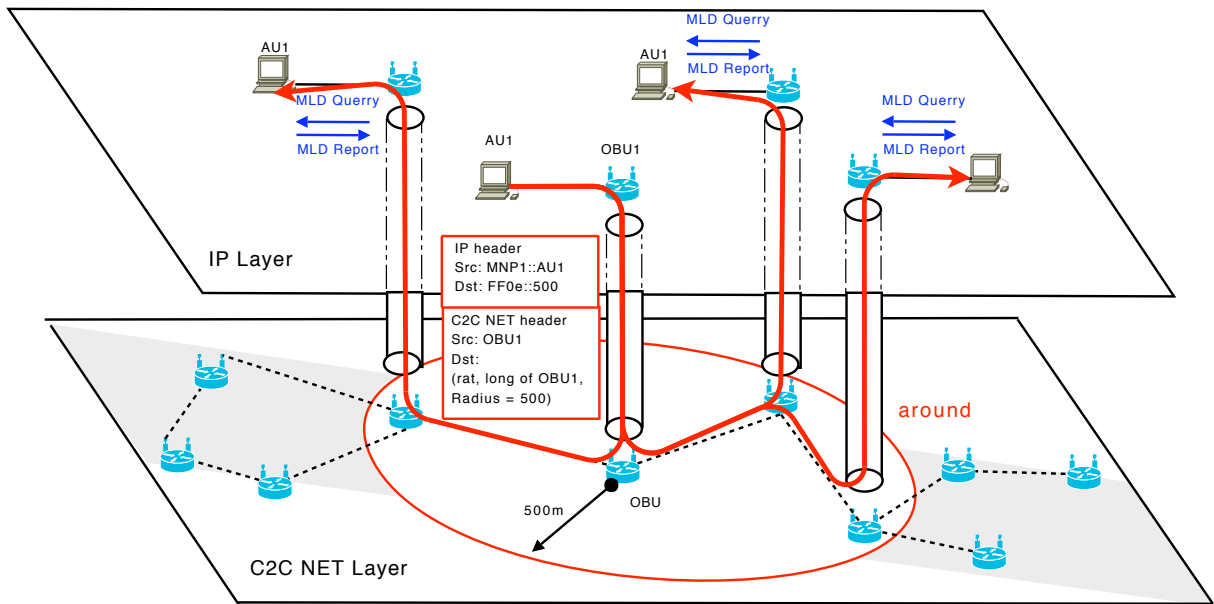 MLD Querry
AU1
AU1
MLD Report
MLD Querry
MLD Querry
MLD Report
MLD Report
AU1
OBU1
IP header
Src: MNP1::AU1
Dst: FF0e::500
IP Layer
C2C NET header
Src: OBU1
Dst:
(rat, long of OBU1,
Radius = 500)
around
500m
OBU
C2C NET Layer